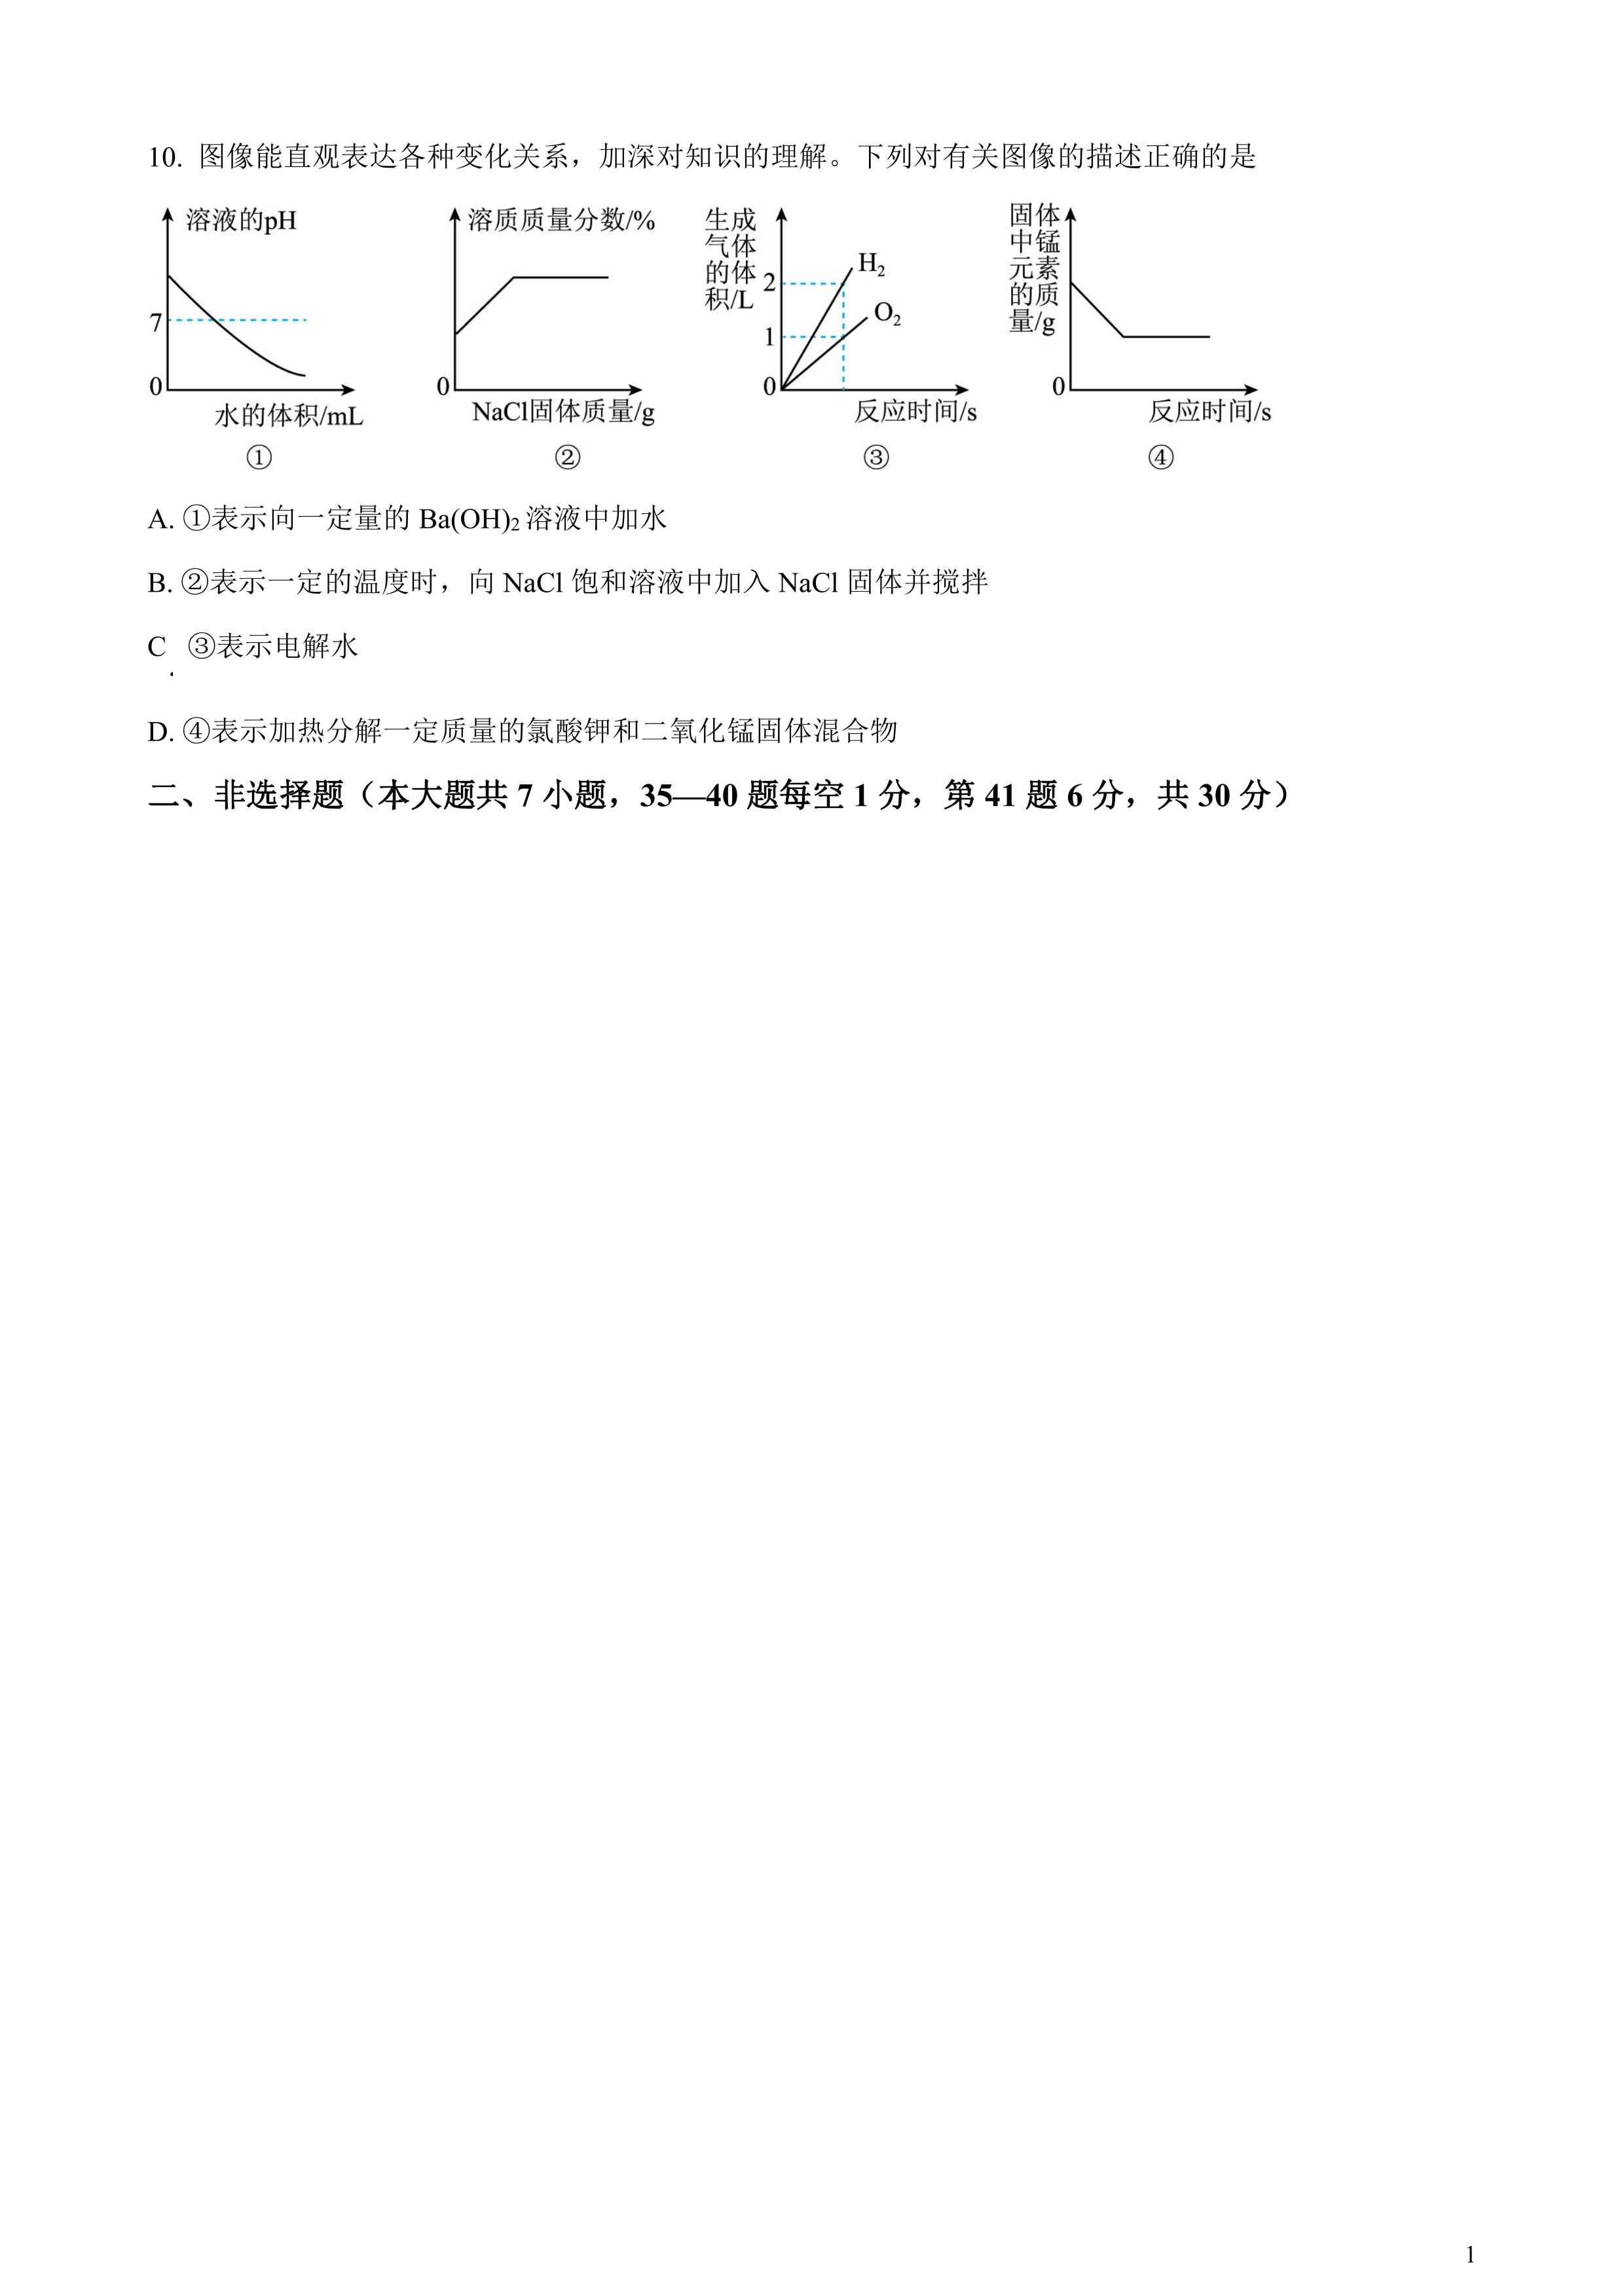 10. 图像能直观表达各种变化关系，加深对知识的理解。下列对有关图像的描述正确的是
溶液的pH
7
0
水的体积/mL
①
溶质质量分数/%
0
NaCl固体质量/g
②
生成
气体
的体
积/L
2
1
0
H₂
O₂
反应时间/s
③
固体
中锰
元素
的质
量/g
0
反应时间/s
④
A. ①表示向一定量的 Ba(OH)₂ 溶液中加水
B. ②表示一定的温度时，向 NaCl 饱和溶液中加入 NaCl 固体并搅拌
C. ③表示电解水
D. ④表示加热分解一定质量的氯酸钾和二氧化锰固体混合物
二、非选择题（本大题共 7 小题，35—40 题每空 1 分，第 41 题 6 分，共 30 分）
1